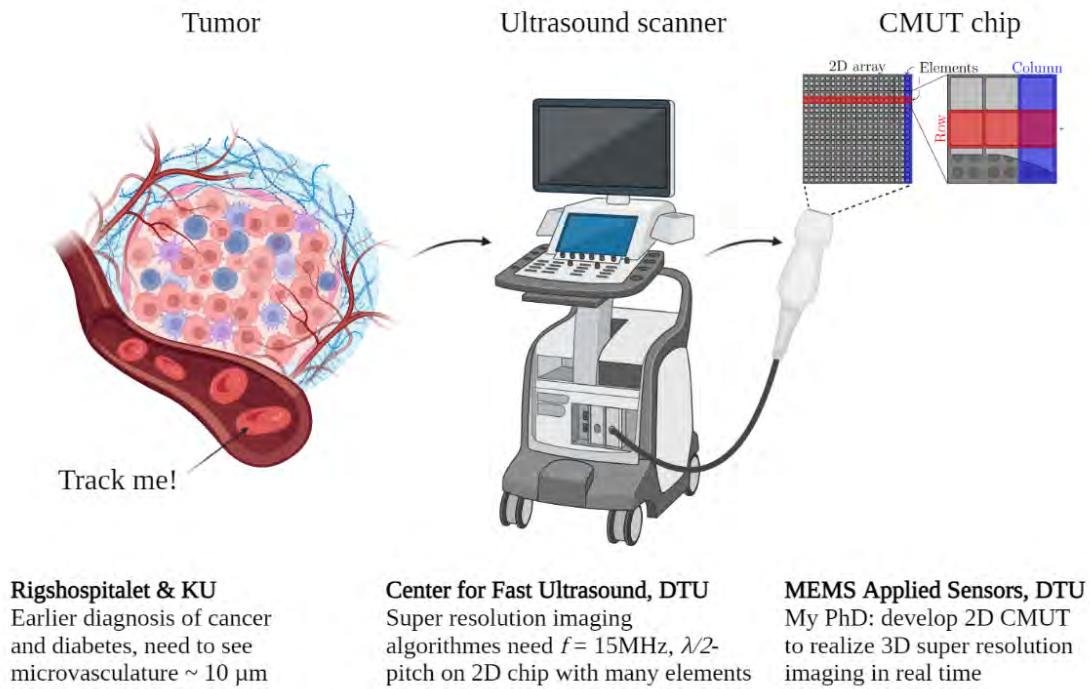 Tumor
Ultrasound scanner
CMUT chip
2D array
Elements
Column
Row
Track me!
Rigshospitalet & KU
Earlier diagnosis of cancer
and diabetes, need to see
microvasculature ~ 10 μm
Center for Fast Ultrasound, DTU
Super resolution imaging
algorithmes need f = 15MHz, λ/2-
pitch on 2D chip with many elements
MEMS Applied Sensors, DTU
My PhD: develop 2D CMUT
to realize 3D super resolution
imaging in real time